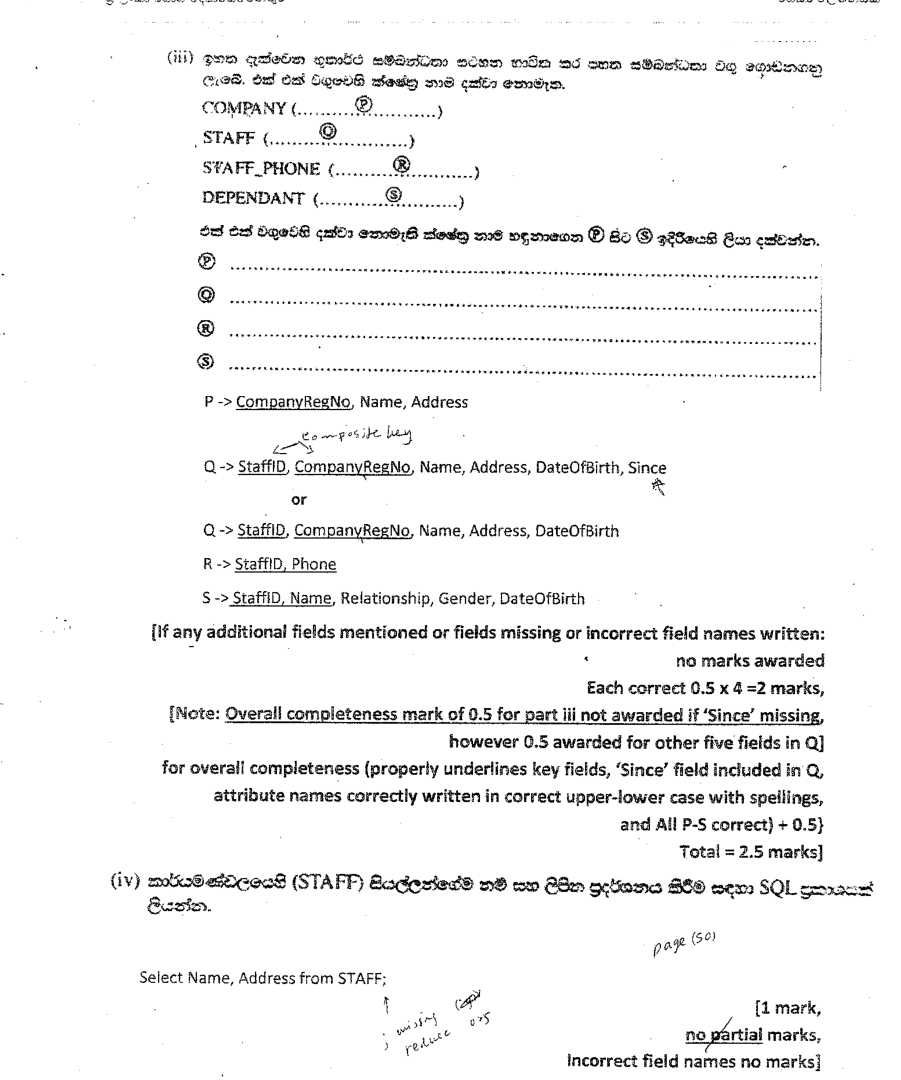 (iii) ඉහත දැක්වෙන භූතාර්ථ සම්බන්ධතා සටහන භාවිත කර පහත සම්බන්ධතා වගු ගොඩනගනු
ලැබේ. එක් එක් වගුවෙහි ක්ෂේත්‍ර නාම දක්වා නොමැත.
COMPANY (.........Ⓟ..........)
STAFF (.........Ⓠ..............)
STAFF_PHONE (..........Ⓡ...........)
DEPENDANT (............Ⓢ..........)
එක් එක් වගුවෙහි දක්වා නොමැති ක්ෂේත්‍ර නාම හඳුනාගෙන Ⓟ සිට Ⓢ ඉදිරියෙහි ලියා දක්වන්න.
Ⓟ ..........................................................................
Ⓠ ..........................................................................
Ⓡ ..........................................................................
Ⓢ ..........................................................................
P -> CompanyRegNo, Name, Address
composite key
Q -> StaffID, CompanyRegNo, Name, Address, DateOfBirth, Since
or
Q -> StaffID, CompanyRegNo, Name, Address, DateOfBirth
R -> StaffID, Phone
S -> StaffID, Name, Relationship, Gender, DateOfBirth
[If any additional fields mentioned or fields missing or incorrect field names written:
no marks awarded
Each correct 0.5 x 4 =2 marks,
[Note: Overall completeness mark of 0.5 for part iii not awarded if ‘Since’ missing,
however 0.5 awarded for other five fields in Q]
for overall completeness (properly underlines key fields, ‘Since’ field included in Q,
attribute names correctly written in correct upper-lower case with spellings,
and All P-S correct) + 0.5}
Total = 2.5 marks]
(iv) කාර්යමණ්ඩලයෙහි (STAFF) සියල්ලන්ගේම නම් සහ ලිපින ප්‍රදර්ශනය කිරීම සඳහා SQL ප්‍රකාශයක්
ලියන්න.
page (50)
Select Name, Address from STAFF;
; missing
reduce 0.5
[1 mark,
no partial marks,
Incorrect field names no marks]